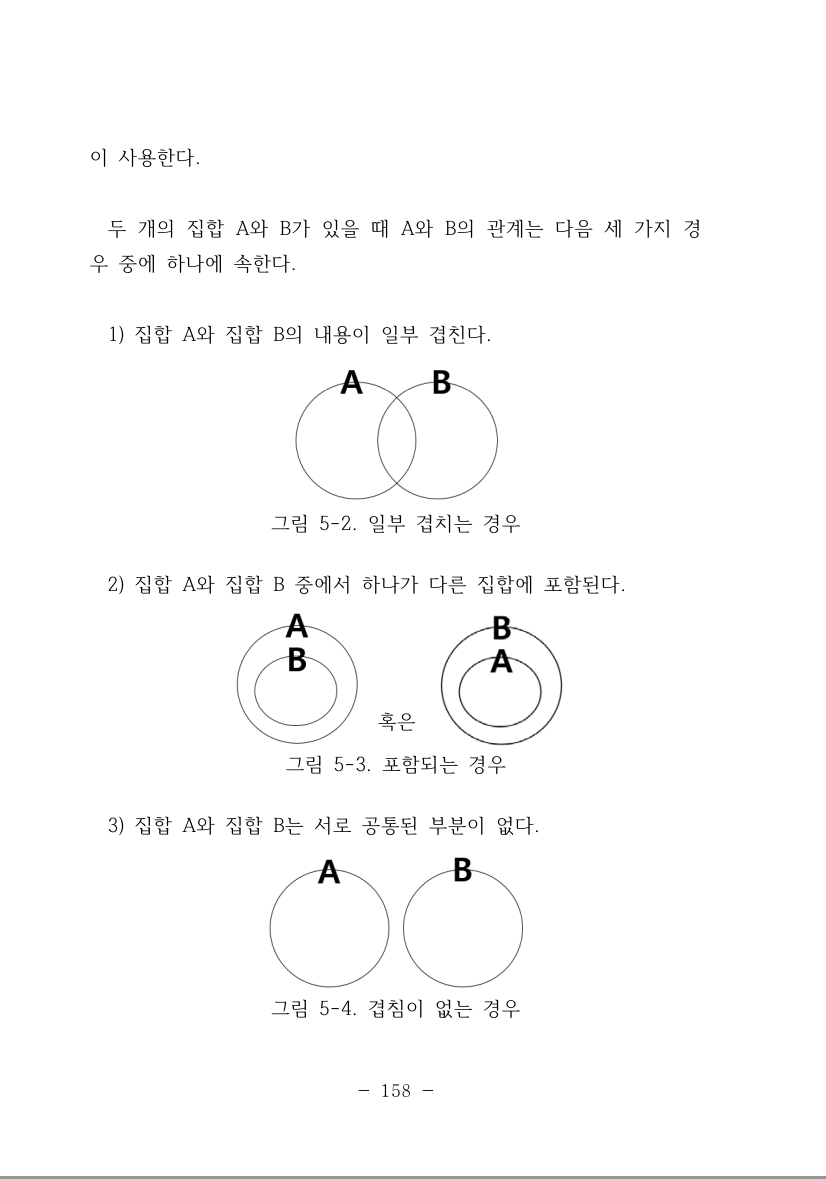 이 사용한다.
두 개의 집합 A와 B가 있을 때 A와 B의 관계는 다음 세 가지 경
우 중에 하나에 속한다.
1) 집합 A와 집합 B의 내용이 일부 겹친다.
A B
그림 5-2. 일부 겹치는 경우
2) 집합 A와 집합 B 중에서 하나가 다른 집합에 포함된다.
A B
B A
혹은
그림 5-3. 포함되는 경우
3) 집합 A와 집합 B는 서로 공통된 부분이 없다.
A B
그림 5-4. 겹침이 없는 경우
- 158 -